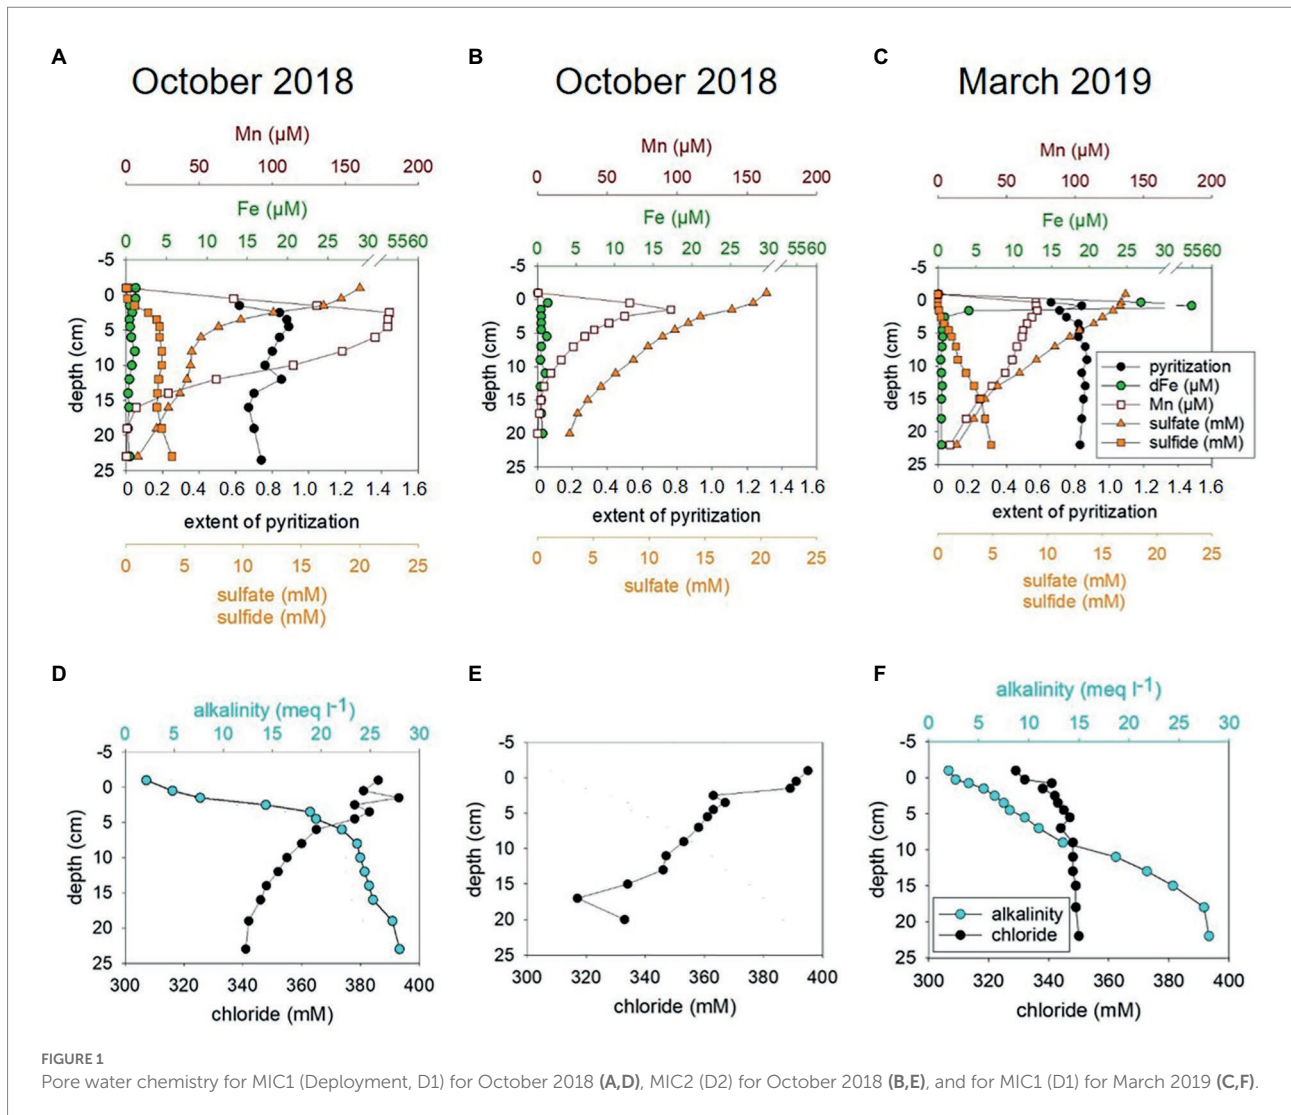 A
October 2018
Mn (µM)
0 50 100 150 200
Fe (µM)
0 5 10 15 20 25 30 5560
-5
0
5
10
15
20
25
depth (cm)
0 0.2 0.4 0.6 0.8 1.0 1.2 1.4 1.6
extent of pyritization
0 5 10 15 20 25
sulfate (mM)
sulfide (mM)
B
October 2018
Mn (µM)
0 50 100 150 200
Fe (µM)
0 5 10 15 20 25 30 5560
-5
0
5
10
15
20
25
depth (cm)
0 0.2 0.4 0.6 0.8 1.0 1.2 1.4 1.6
extent of pyritization
0 5 10 15 20 25
sulfate (mM)
C
March 2019
Mn (µM)
0 50 100 150 200
Fe (µM)
0 5 10 15 20 25 30 5560
-5
0
5
10
15
20
25
depth (cm)
pyritization
dFe (µM)
Mn (µM)
sulfate (mM)
sulfide (mM)
0 0.2 0.4 0.6 0.8 1.0 1.2 1.4 1.6
extent of pyritization
0 5 10 15 20 25
sulfate (mM)
sulfide (mM)
D
alkalinity (meq l-1)
0 5 10 15 20 25 30
-5
0
5
10
15
20
25
depth (cm)
300 320 340 360 380 400
chloride (mM)
E
-5
0
5
10
15
20
25
depth (cm)
300 320 340 360 380 400
chloride (mM)
F
alkalinity (meq l-1)
0 5 10 15 20 25 30
-5
0
5
10
15
20
25
depth (cm)
alkalinity
chloride
300 320 340 360 380 400
chloride (mM)
FIGURE 1
Pore water chemistry for MIC1 (Deployment, D1) for October 2018 (A,D), MIC2 (D2) for October 2018 (B,E), and for MIC1 (D1) for March 2019 (C,F).